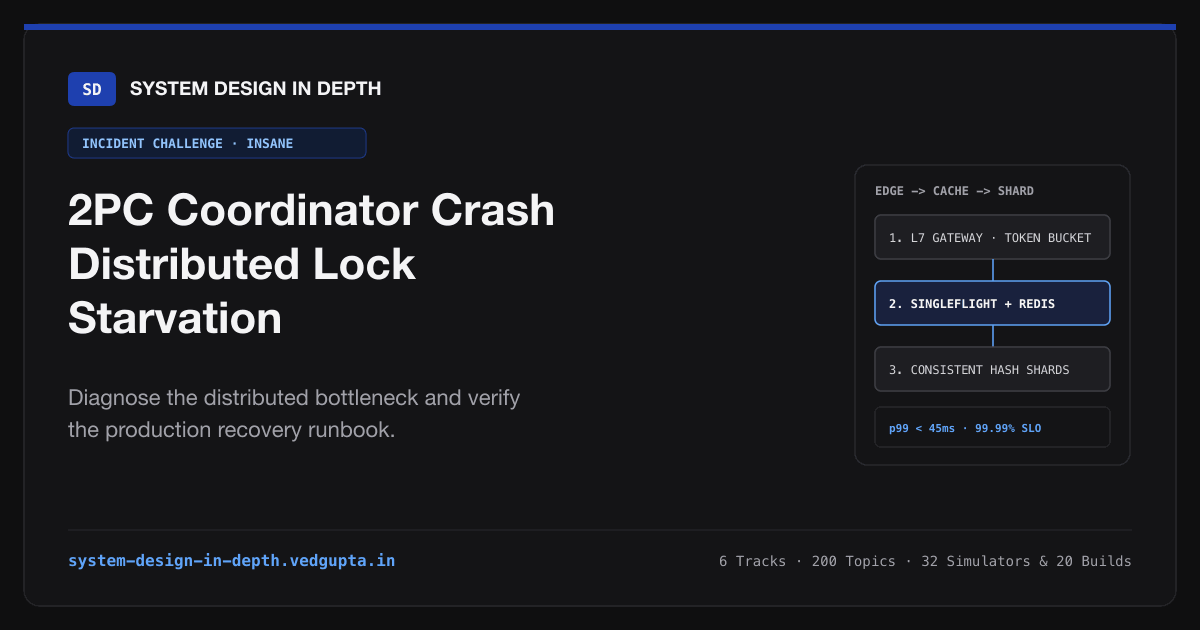 SD
SYSTEM DESIGN IN DEPTH
INCIDENT CHALLENGE · INSANE
2PC Coordinator Crash
Distributed Lock
Starvation
Diagnose the distributed bottleneck and verify
the production recovery runbook.
EDGE —> CACHE —> SHARD
1. L7 GATEWAY · TOKEN BUCKET
2. SINGLEFLIGHT + REDIS
3. CONSISTENT HASH SHARDS
p99 < 45ms · 99.99% SLO
system-design-in-depth.vedgupta.in
6 Tracks · 200 Topics · 32 Simulators & 20 Builds